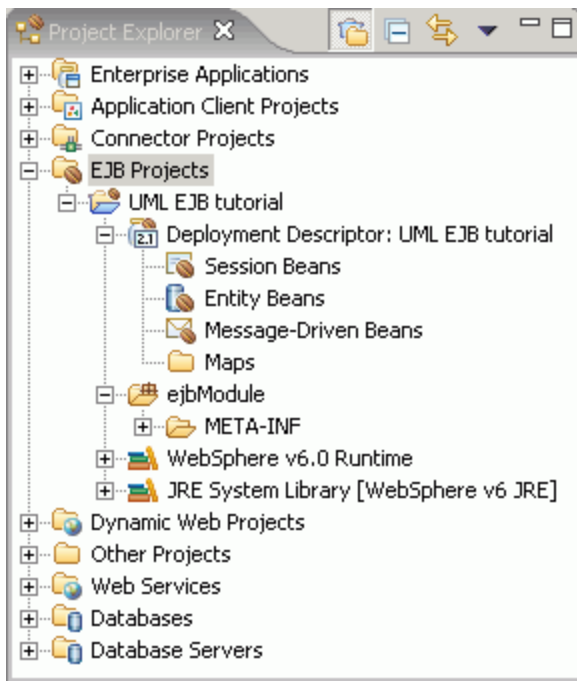 Project Explorer
Enterprise Applications
Application Client Projects
Connector Projects
EJB Projects
UML EJB tutorial
2.1 Deployment Descriptor: UML EJB tutorial
Session Beans
Entity Beans
Message-Driven Beans
Maps
ejbModule
META-INF
WebSphere v6.0 Runtime
JRE System Library [WebSphere v6 JRE]
Dynamic Web Projects
Other Projects
Web Services
Databases
Database Servers